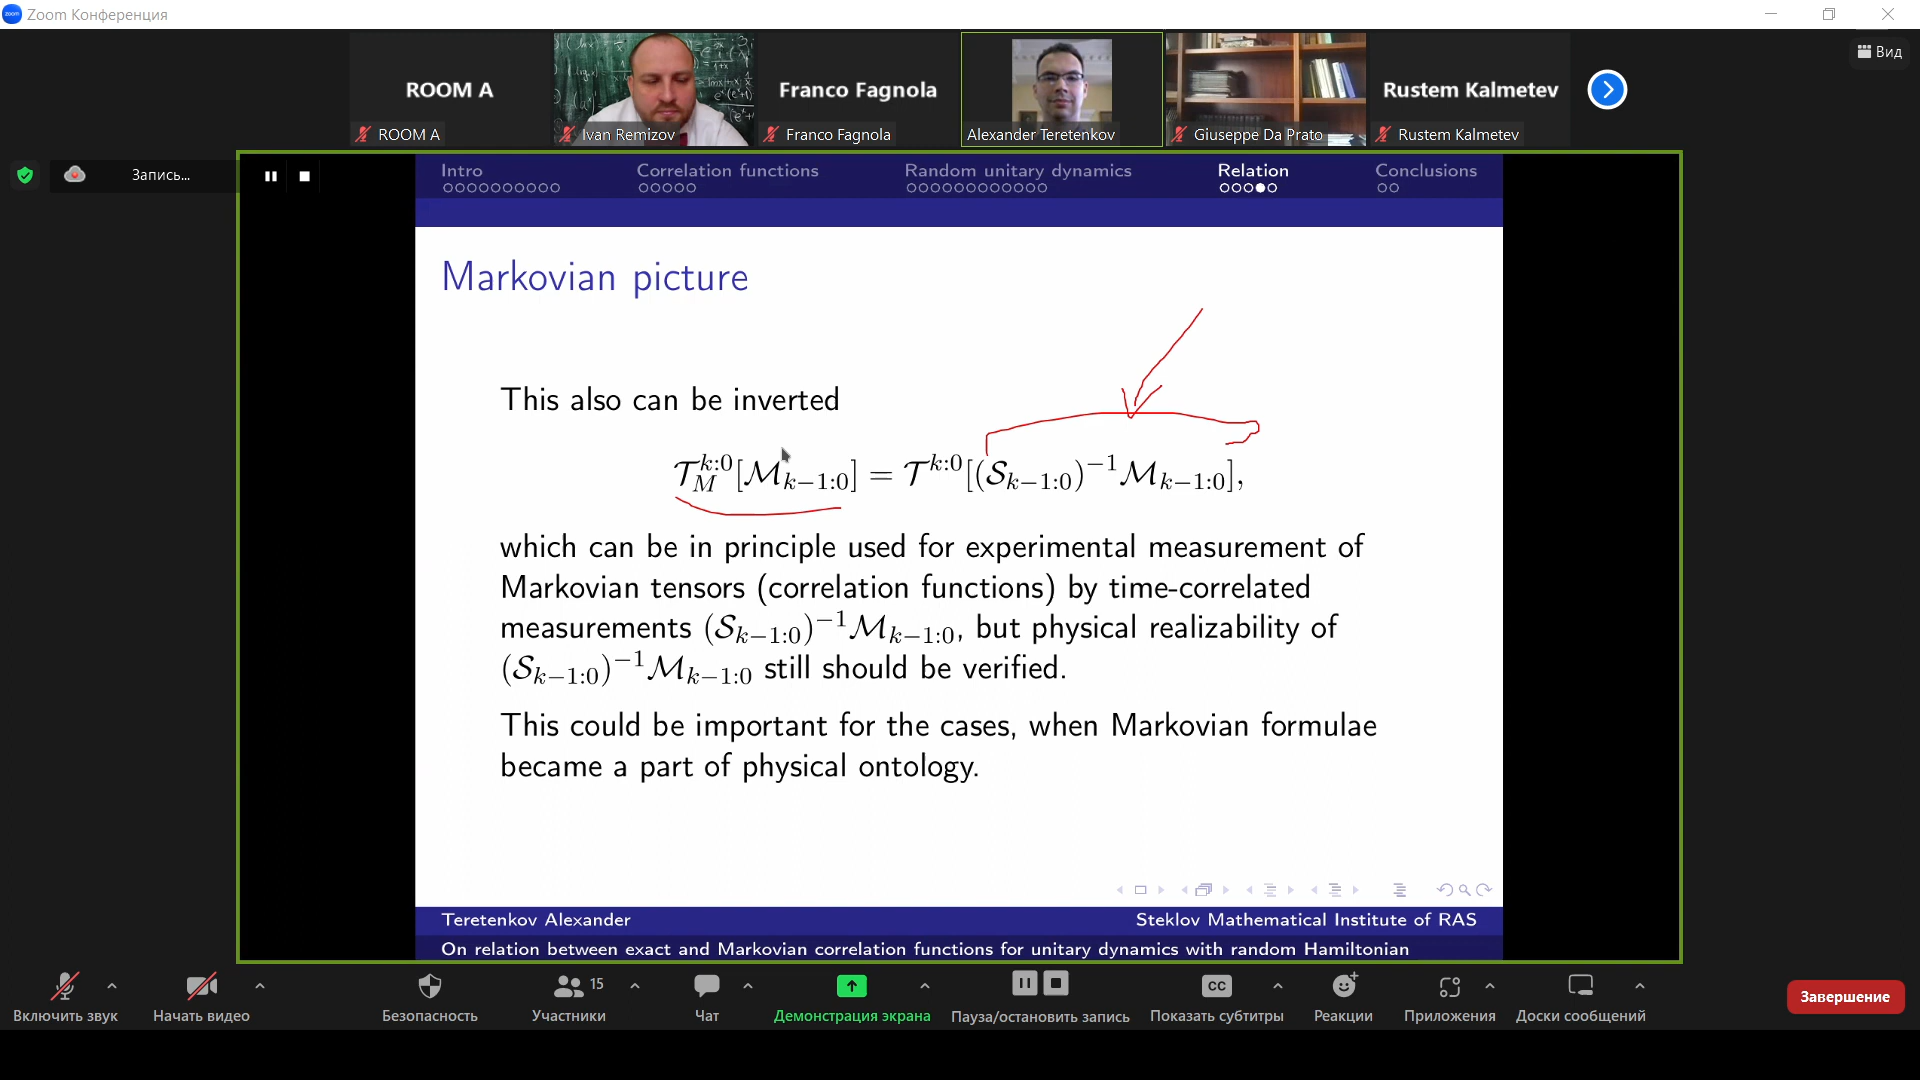 Zoom Конференция
ROOM A
Franco Fagnola
Rustem Kalmetev
Вид
ROOM A
Ivan Remizov
Franco Fagnola
Alexander Teretenkov
Giuseppe Da Prato
Rustem Kalmetev
Запись...
Intro
Correlation functions
Random unitary dynamics
Relation
Conclusions
Markovian picture
This also can be inverted
𝒯_M^{k:0}[ℳ_{k−1:0}] = 𝒯^{k:0}[(𝒮_{k−1:0})^{−1}ℳ_{k−1:0}],
which can be in principle used for experimental measurement of
Markovian tensors (correlation functions) by time-correlated
measurements (𝒮_{k−1:0})^{−1}ℳ_{k−1:0}, but physical realizability of
(𝒮_{k−1:0})^{−1}ℳ_{k−1:0} still should be verified.
This could be important for the cases, when Markovian formulae
became a part of physical ontology.
Teretenkov Alexander
Steklov Mathematical Institute of RAS
On relation between exact and Markovian correlation functions for unitary dynamics with random Hamiltonian
15
CC
Включить звук
Начать видео
Безопасность
Участники
Чат
Демонстрация экрана
Пауза/остановить запись
Показать субтитры
Реакции
Приложения
Доски сообщений
Завершение